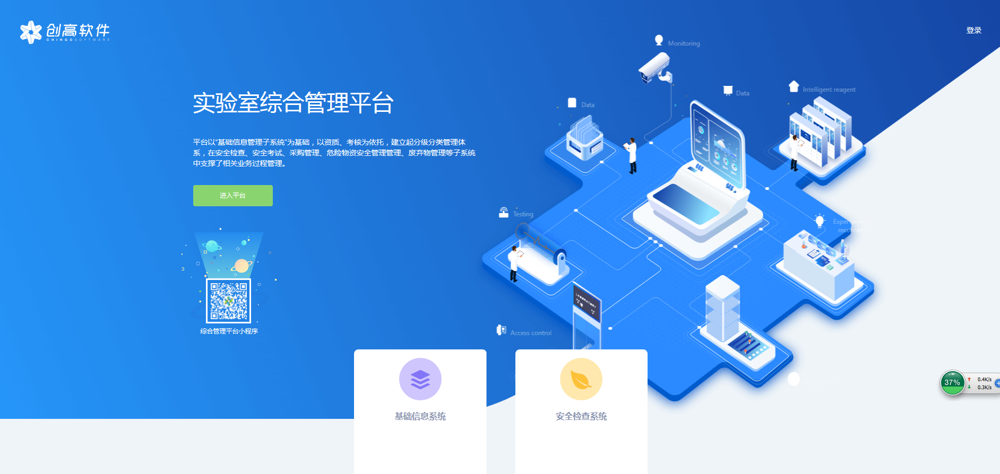 创高软件
CHINGOSOFTWARE
登录
Monitoring
Data
Intelligent reagent
Data
实验室综合管理平台
平台以“基础信息管理子系统”为基础，以资质、考核为依托，建立起分级分类管理体
系，在安全检查、安全考试、采购管理、危险物资安全管理管理、废弃物管理等子系统
中支撑了相关业务过程管理。
进入平台
Testing
LABORATORY
综合管理平台小程序
Access control
37%
0.4K/s
0.3K/s
基础信息系统
安全检查系统